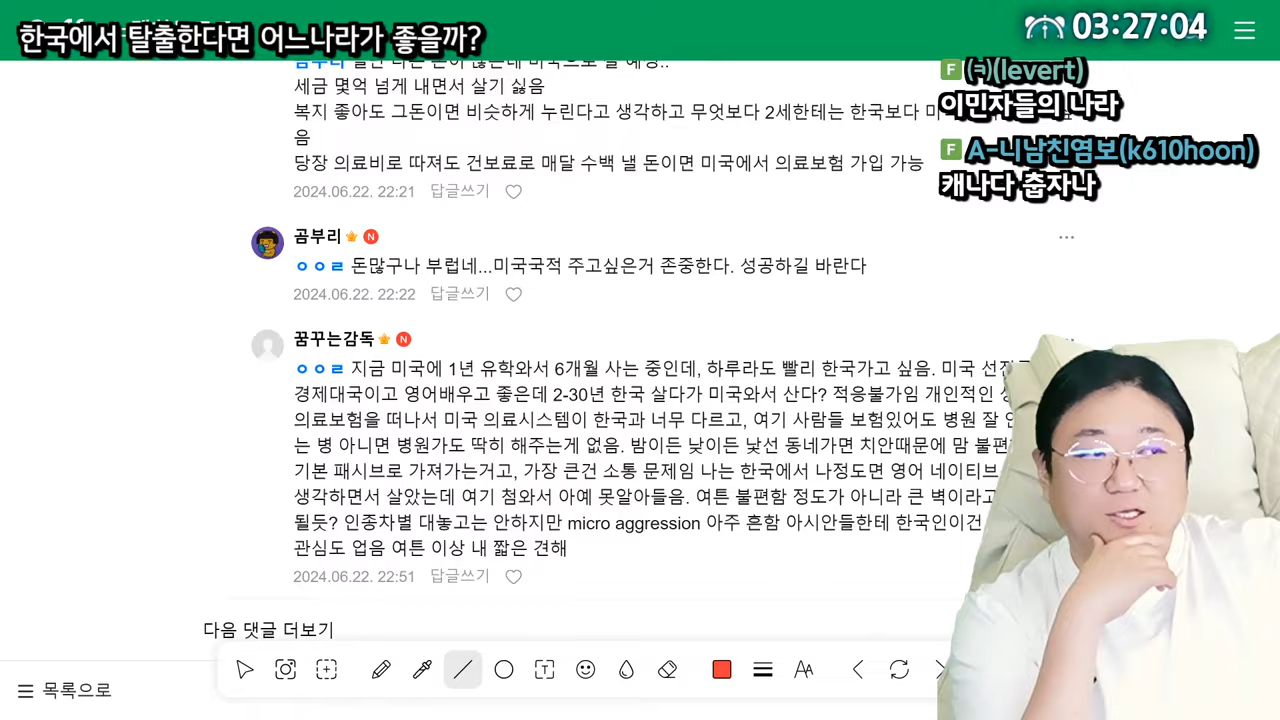 한국에서 탈출한다면 어느나라가 좋을까?
03:27:04
F (ㅋ)(levert)
이민자들의 나라
F A-니남친염보(k610hoon)
캐나다 춥자나
곰부리
세금 몇억 넘게 내면서 살기 싫음
복지 좋아도 그돈이면 비슷하게 누린다고 생각하고 무엇보다 2세한테는 한국보다
음
당장 의료비로 따져도 건보료로 매달 수백 낼 돈이면 미국에서 의료보험 가입 가능
2024.06.22. 22:21 답글쓰기
곰부리 N
ㅇㅇㄹ 돈많구나 부럽네...미국국적 주고싶은거 존중한다. 성공하길 바란다
2024.06.22. 22:22 답글쓰기
꿈꾸는감독 N
ㅇㅇㄹ 지금 미국에 1년 유학와서 6개월 사는 중인데, 하루라도 빨리 한국가고 싶음. 미국
경제대국이고 영어배우고 좋은데 2-30년 한국 살다가 미국와서 산다? 적응불가임 개인적인
의료보험을 떠나서 미국 의료시스템이 한국과 너무 다르고, 여기 사람들 보험있어도 병원 잘
는 병 아니면 병원가도 딱히 해주는게 없음. 밤이든 낮이든 낯선 동네가면 치안때문에 맘
기본 패시브로 가져가는거고, 가장 큰건 소통 문제임 나는 한국에서 나정도면 영어 네이티브
생각하면서 살았는데 여기 첨와서 아예 못알아들음. 여튼 불편함 정도가 아니라 큰 벽이라고
될듯? 인종차별 대놓고는 안하지만 micro aggression 아주 흔함 아시안들한테 한국인이건
관심도 없음 여튼 이상 내 짧은 견해
2024.06.22. 22:51 답글쓰기
다음 댓글 더보기
목록으로